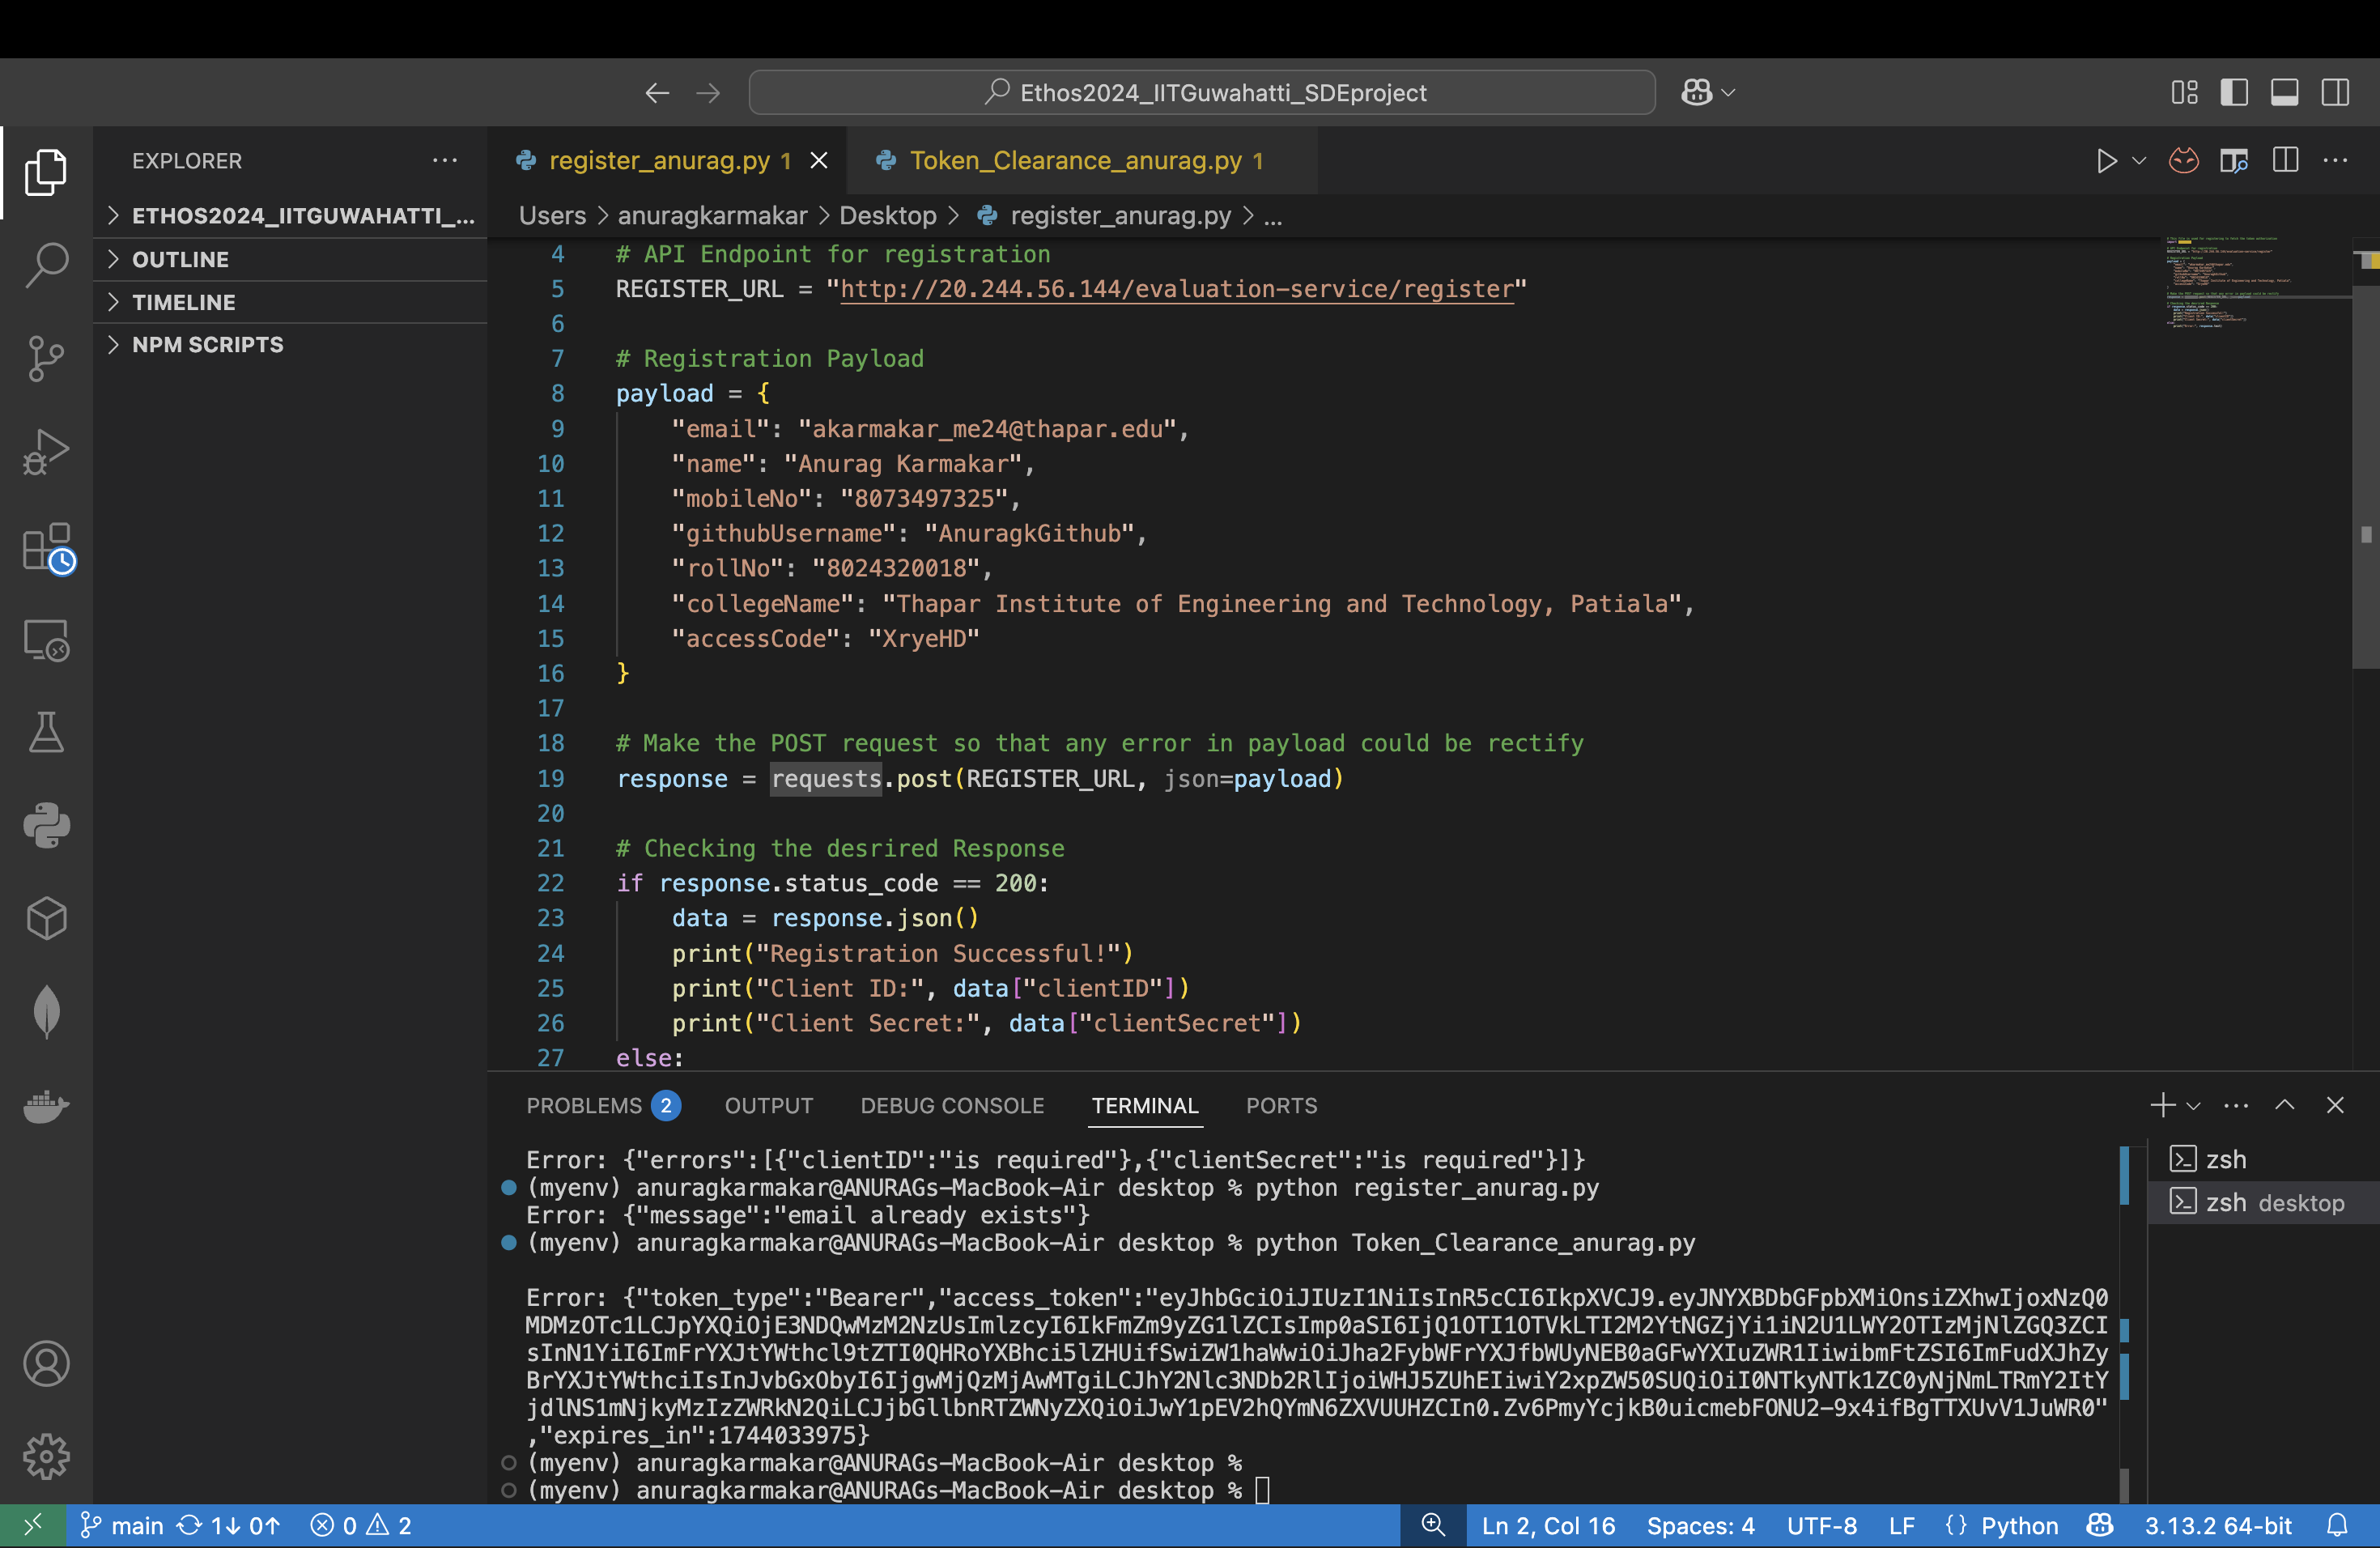 Ethos2024_IITGuwahatti_SDEproject
EXPLORER
ETHOS2024_IITGUWAHATTI_...
OUTLINE
TIMELINE
NPM SCRIPTS
register_anurag.py 1
Token_Clearance_anurag.py 1
Users > anuragkarmakar > Desktop > register_anurag.py > ...
4 # API Endpoint for registration
5 REGISTER_URL = "http://20.244.56.144/evaluation-service/register"
6
7 # Registration Payload
8 payload = {
9 "email": "akarmakar_me24@thapar.edu",
10 "name": "Anurag Karmakar",
11 "mobileNo": "8073497325",
12 "githubUsername": "AnuragkGithub",
13 "rollNo": "8024320018",
14 "collegeName": "Thapar Institute of Engineering and Technology, Patiala",
15 "accessCode": "XryeHD"
16 }
17
18 # Make the POST request so that any error in payload could be rectify
19 response = requests.post(REGISTER_URL, json=payload)
20
21 # Checking the desrired Response
22 if response.status_code == 200:
23 data = response.json()
24 print("Registration Successful!")
25 print("Client ID:", data["clientID"])
26 print("Client Secret:", data["clientSecret"])
27 else:
PROBLEMS 2 OUTPUT DEBUG CONSOLE TERMINAL PORTS
Error: {"errors":[{"clientID":"is required"},{"clientSecret":"is required"}]}
(myenv) anuragkarmakar@ANURAGs-MacBook-Air desktop % python register_anurag.py
Error: {"message":"email already exists"}
(myenv) anuragkarmakar@ANURAGs-MacBook-Air desktop % python Token_Clearance_anurag.py
Error: {"token_type":"Bearer","access_token":"eyJhbGciOiJIUzI1NiIsInR5cCI6IkpXVCJ9.eyJNYXBDbGFpbXMiOnsiZXhwIjoxNzQ0
MDMzOTc1LCJpYXQiOjE3NDQwMzM2NzUsImlzcyI6IkFmZm9yZG1lZCIsImp0aSI6IjQ1OTI1OTVkLTI2M2YtNGZjYi1iN2U1LWY2OTIzMjNlZGQ3ZCI
sInN1YiI6ImFrYXJtYWthcl9tZTI0QHRoYXBhci5lZHUifSwiZW1haWwiOiJha2FybWFrYXJfbWUyNEB0aGFwYXIuZWR1IiwibmFtZSI6ImFudXJhZy
BrYXJtYWthciIsInJvbGxObyI6IjgwMjQzMjAwMTgiLCJhY2Nlc3NDb2RlIjoiWHJ5ZUhEIiwiY2xpZW50SUQiOiI0NTkyNTk1ZC0yNjNmLTRmY2ItY
jdlNS1mNjkyMzIzZWRkN2QiLCJjbGllbnRTZWNyZXQiOiJwY1pEV2hQYmN6ZXVUUHZCIn0.Zv6PmyYcjkB0uicmebFONU2-9x4ifBgTTXUvV1JuWR0"
,"expires_in":1744033975}
(myenv) anuragkarmakar@ANURAGs-MacBook-Air desktop %
(myenv) anuragkarmakar@ANURAGs-MacBook-Air desktop %
zsh
zsh desktop
main 1↓ 0↑ 0 2
Ln 2, Col 16 Spaces: 4 UTF-8 LF {} Python 3.13.2 64-bit